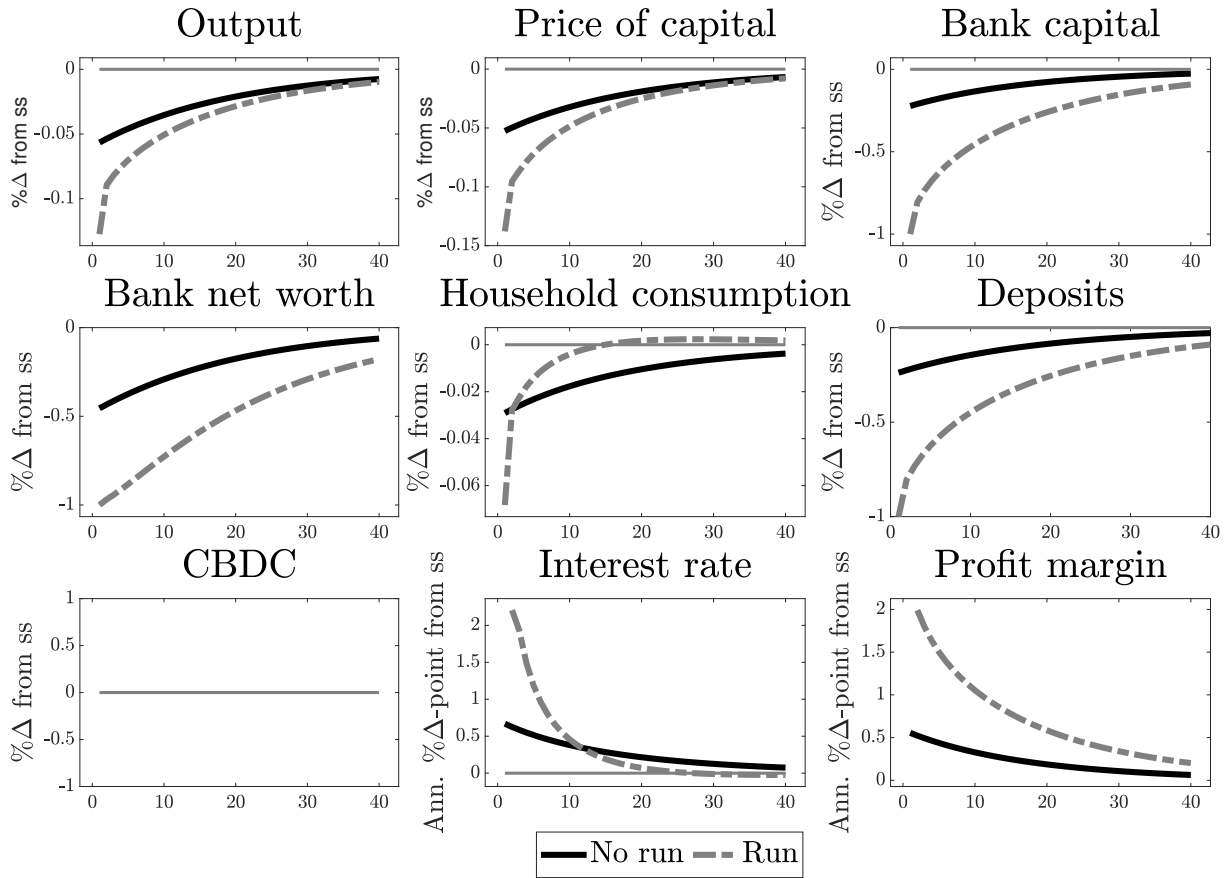 Output
Price of capital
Bank capital
%Δ from ss
0
-0.05
-0.1
0 10 20 30 40
%Δ from ss
0
-0.05
-0.1
-0.15
0 10 20 30 40
%Δ from ss
0
-0.5
-1
0 10 20 30 40
Bank net worth
Household consumption
Deposits
%Δ from ss
0
-0.5
-1
0 10 20 30 40
%Δ from ss
0
-0.02
-0.04
-0.06
0 10 20 30 40
%Δ from ss
0
-0.5
-1
0 10 20 30 40
CBDC
Interest rate
Profit margin
%Δ from ss
1
0.5
0
-0.5
-1
0 10 20 30 40
Ann. %Δ-point from ss
2
1.5
1
0.5
0
0 10 20 30 40
Ann. %Δ-point from ss
2
1.5
1
0.5
0
0 10 20 30 40
No run Run